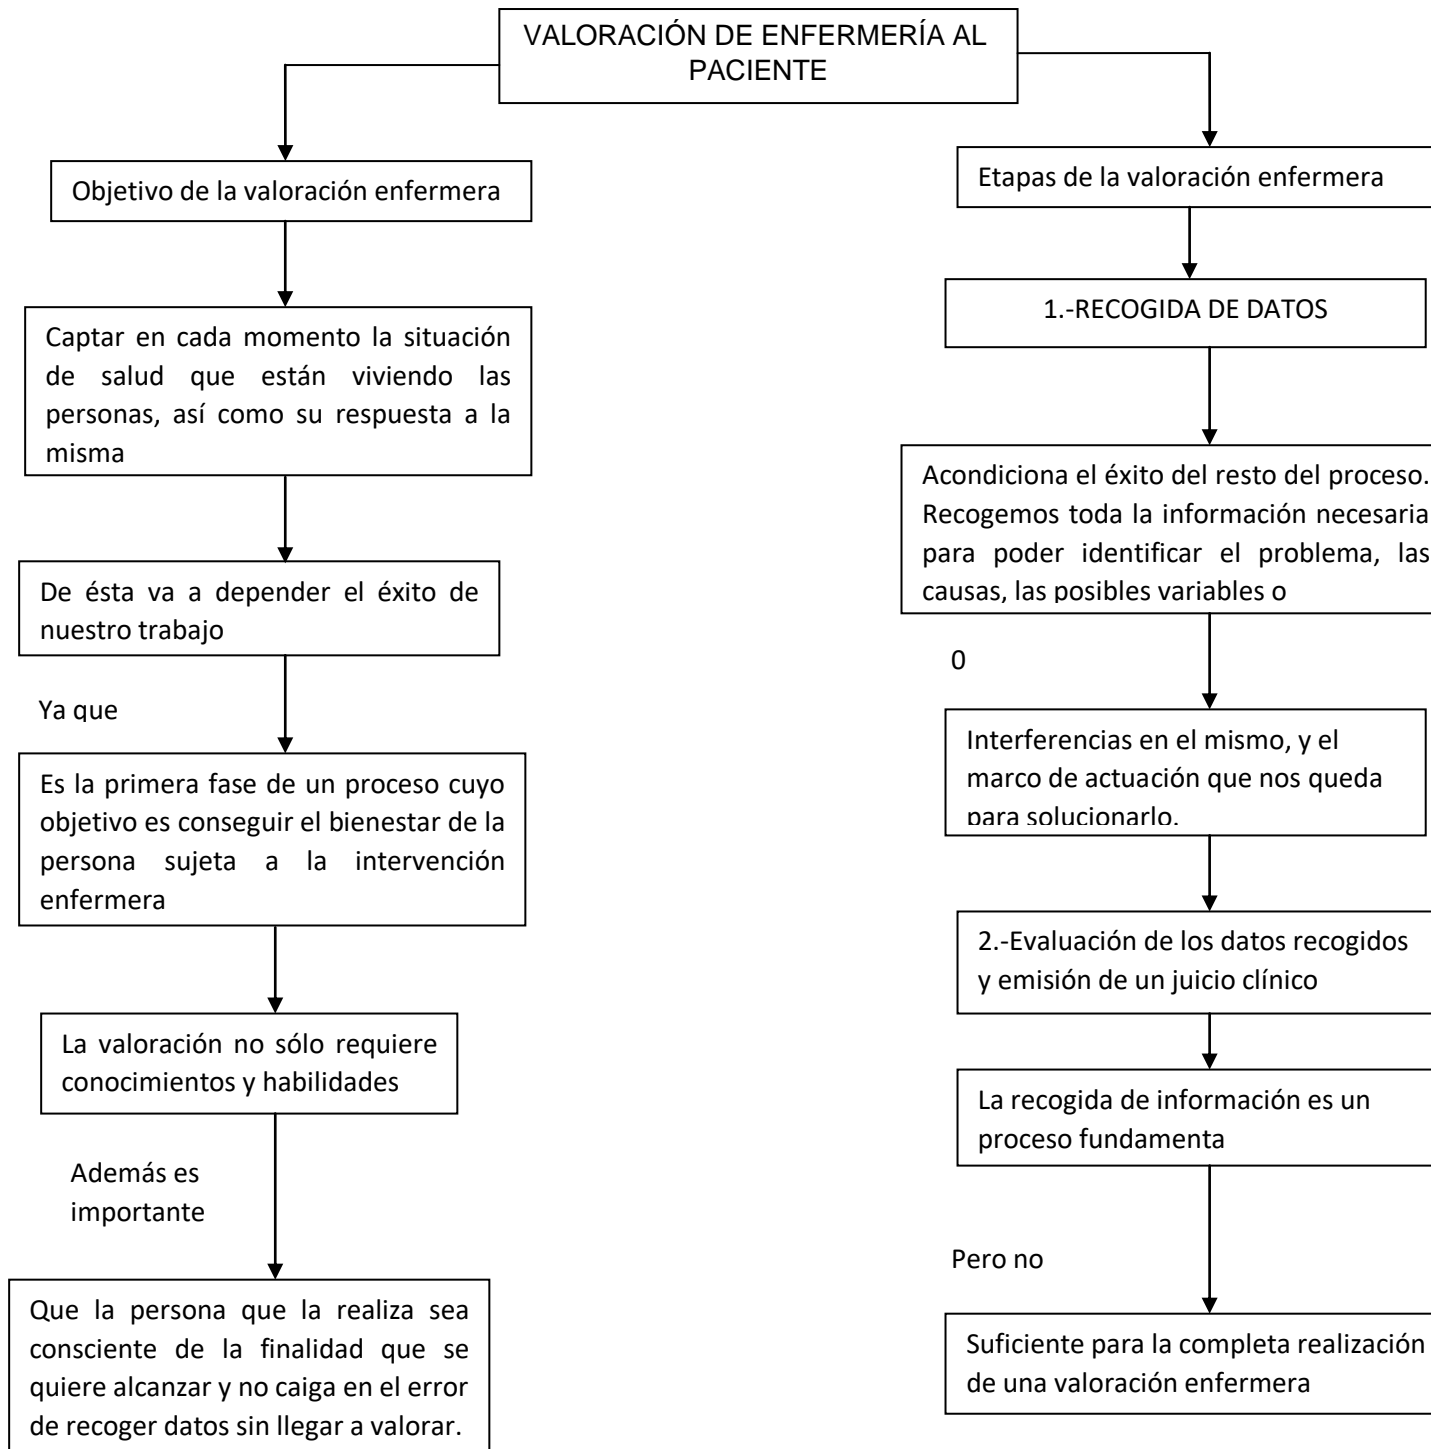 VALORACIÓN DE ENFERMERÍA AL
PACIENTE
Objetivo de la valoración enfermera
Captar en cada momento la situación
de salud que están viviendo las
personas, así como su respuesta a la
misma
De ésta va a depender el éxito de
nuestro trabajo
Ya que
Es la primera fase de un proceso cuyo
objetivo es conseguir el bienestar de la
persona sujeta a la intervención
enfermera
La valoración no sólo requiere
conocimientos y habilidades
Además es
importante
Que la persona que la realiza sea
consciente de la finalidad que se
quiere alcanzar y no caiga en el error
de recoger datos sin llegar a valorar.
Etapas de la valoración enfermera
1.-RECOGIDA DE DATOS
Acondiciona el éxito del resto del proceso.
Recogemos toda la información necesaria
para poder identificar el problema, las
causas, las posibles variables o
0
Interferencias en el mismo, y el
marco de actuación que nos queda
para solucionarlo.
2.-Evaluación de los datos recogidos
y emisión de un juicio clínico
La recogida de información es un
proceso fundamenta
Pero no
Suficiente para la completa realización
de una valoración enfermera